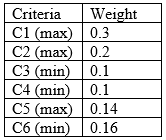 Criteria Weight
C1 (max) 0.3
C2 (max) 0.2
C3 (min) 0.1
C4 (min) 0.1
C5 (max) 0.14
C6 (min) 0.16